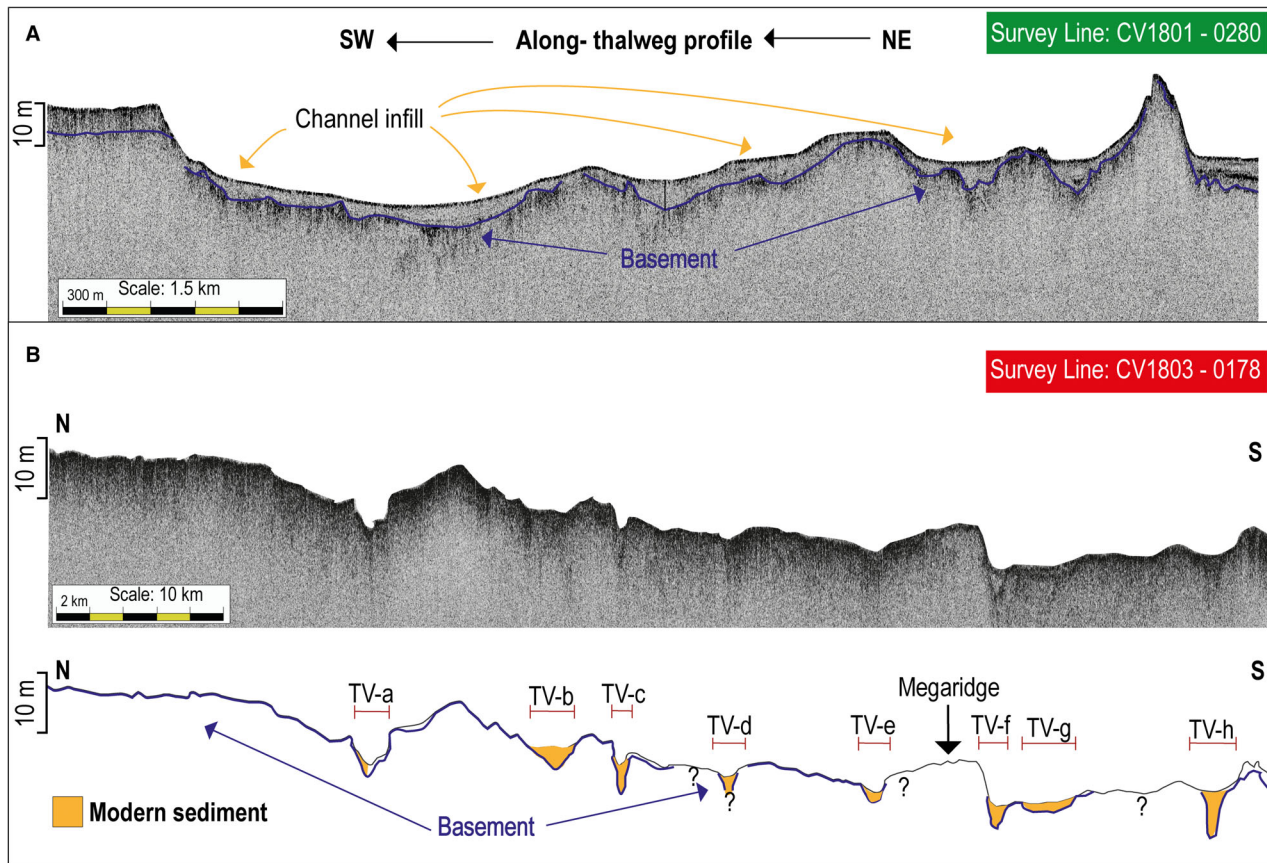 A
SW
Along- thalweg profile
NE
Survey Line: CV1801 - 0280
10 m
Channel infill
Basement
Scale: 1.5 km
300 m
B
Survey Line: CV1803 - 0178
N
S
10 m
Scale: 10 km
2 km
N
S
10 m
TV-a
TV-b
TV-c
TV-d
TV-e
Megaridge
TV-f
TV-g
TV-h
?
?
?
?
Modern sediment
Basement